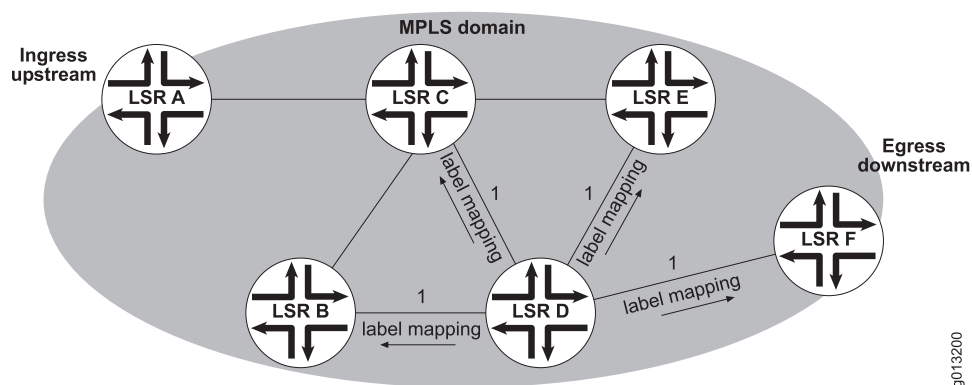 MPLS domain
Ingress
upstream
LSR A
LSR C
LSR E
Egress
downstream
label mapping
1
1
label mapping
LSR F
1
label mapping
LSR B
1
label mapping
LSR D
g013200